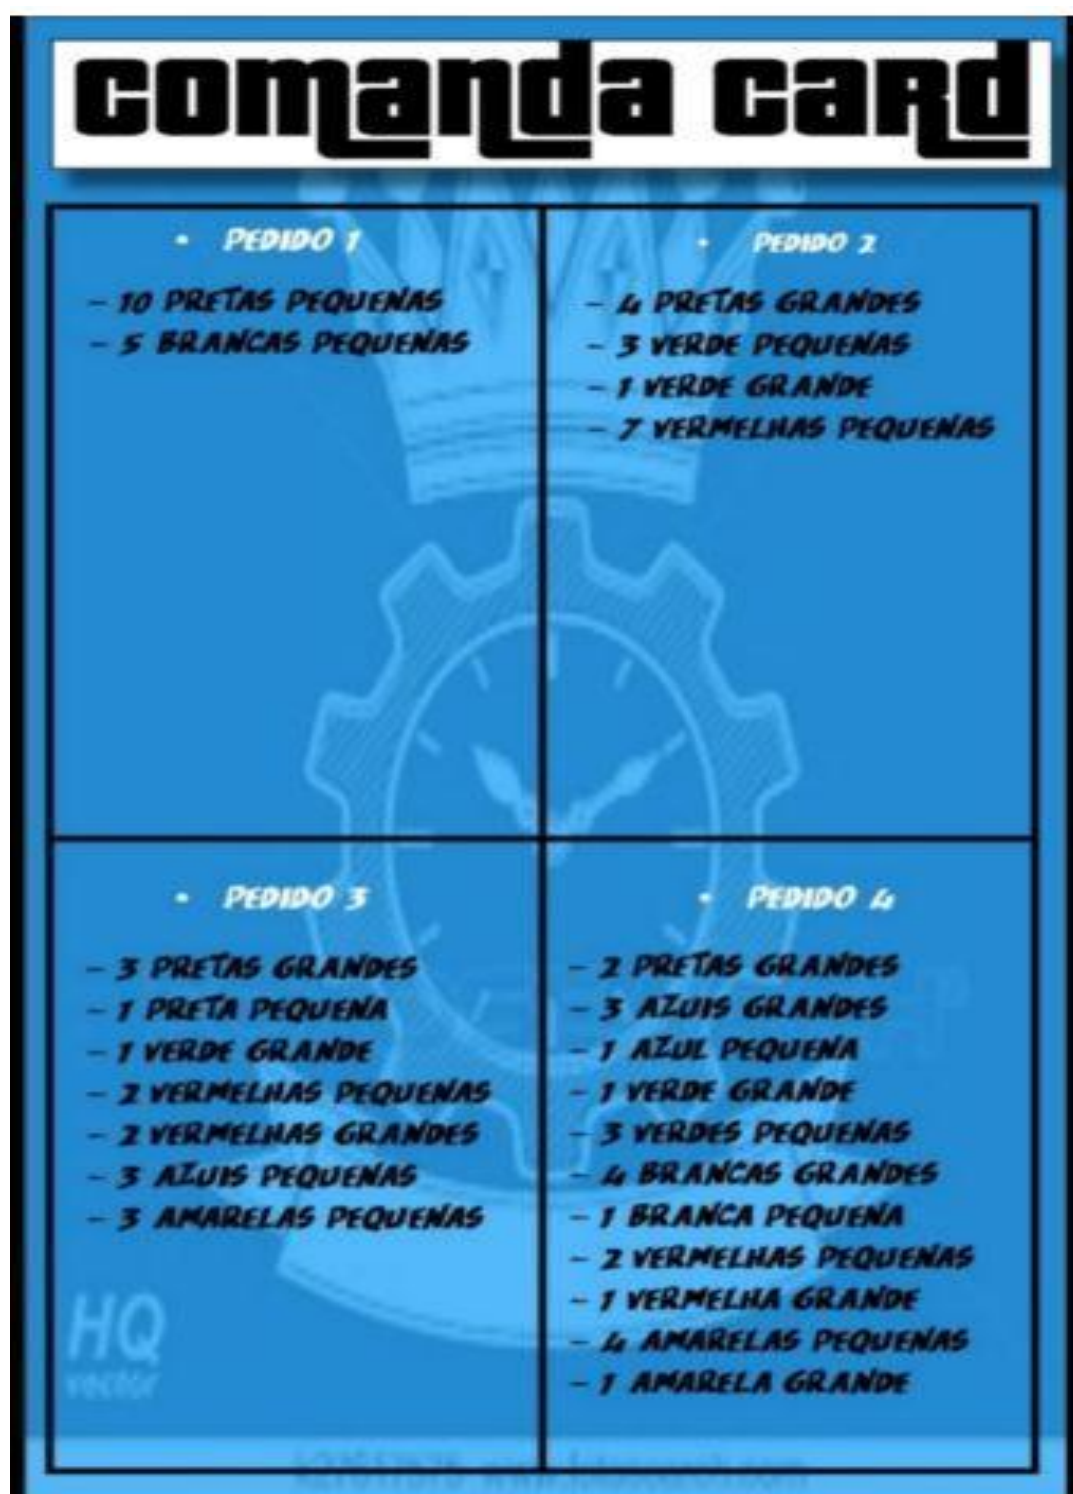 comanda card
• PEDIDO 1
- 10 PRETAS PEQUENAS
- 5 BRANCAS PEQUENAS
• PEDIDO 2
- 4 PRETAS GRANDES
- 3 VERDE PEQUENAS
- 1 VERDE GRANDE
- 7 VERMELHAS PEQUENAS
• PEDIDO 3
- 3 PRETAS GRANDES
- 1 PRETA PEQUENA
- 1 VERDE GRANDE
- 2 VERMELHAS PEQUENAS
- 2 VERMELHAS GRANDES
- 3 AZUIS PEQUENAS
- 3 AMARELAS PEQUENAS
• PEDIDO 4
- 2 PRETAS GRANDES
- 3 AZUIS GRANDES
- 1 AZUL PEQUENA
- 1 VERDE GRANDE
- 3 VERDES PEQUENAS
- 4 BRANCAS GRANDES
- 1 BRANCA PEQUENA
- 2 VERMELHAS PEQUENAS
- 1 VERMELHA GRANDE
- 4 AMARELAS PEQUENAS
- 1 AMARELA GRANDE
HQ
vector